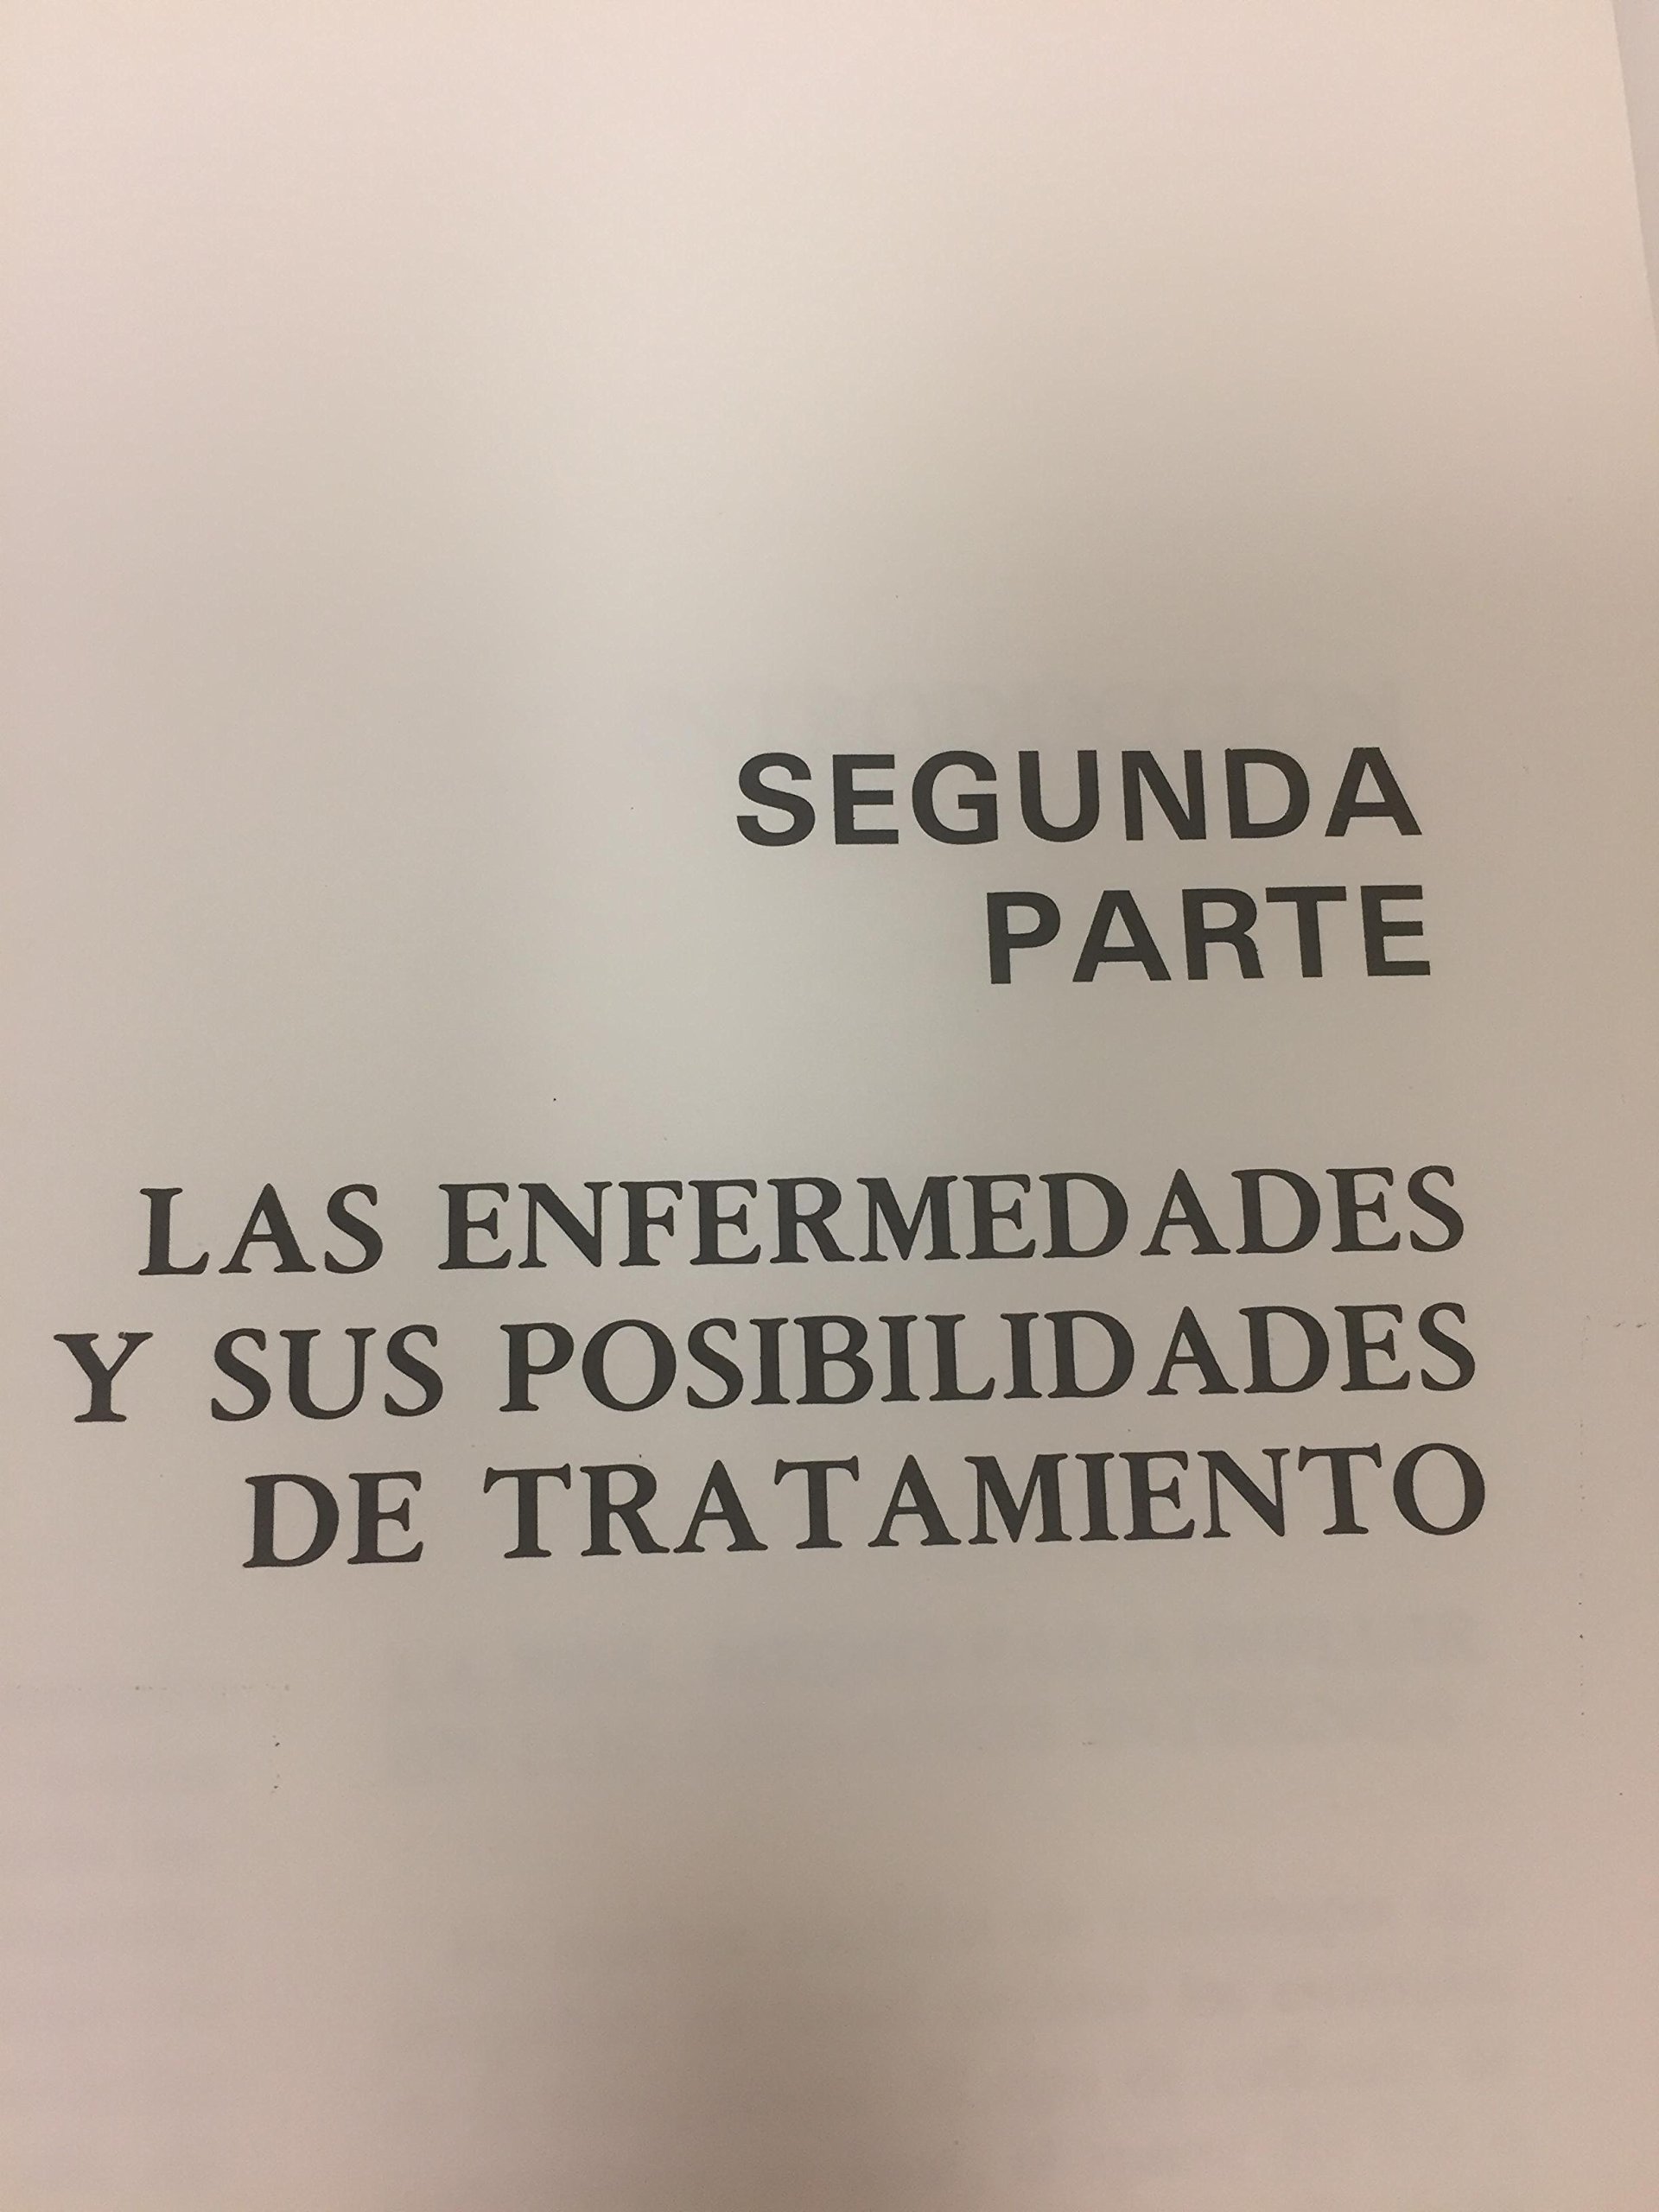 SEGUNDA
PARTE
LAS ENFERMEDADES
Y SUS POSIBILIDADES
DE TRATAMIENTO